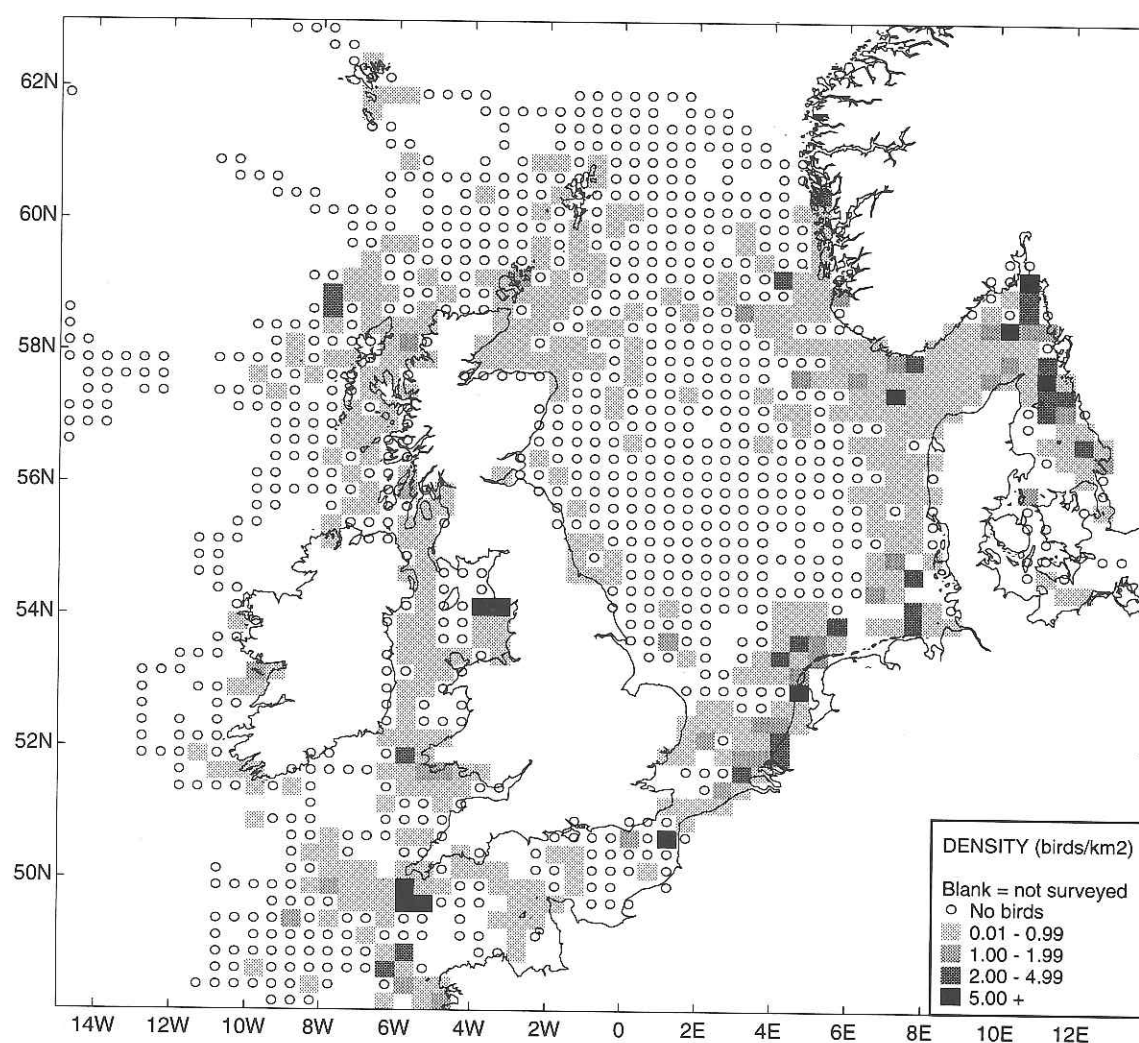 62N
60N
58N
56N
54N
52N
50N
DENSITY (birds/km2)
Blank = not surveyed
No birds
0.01 - 0.99
1.00 - 1.99
2.00 - 4.99
5.00 +
14W 12W 10W 8W 6W 4W 2W 0 2E 4E 6E 8E 10E 12E